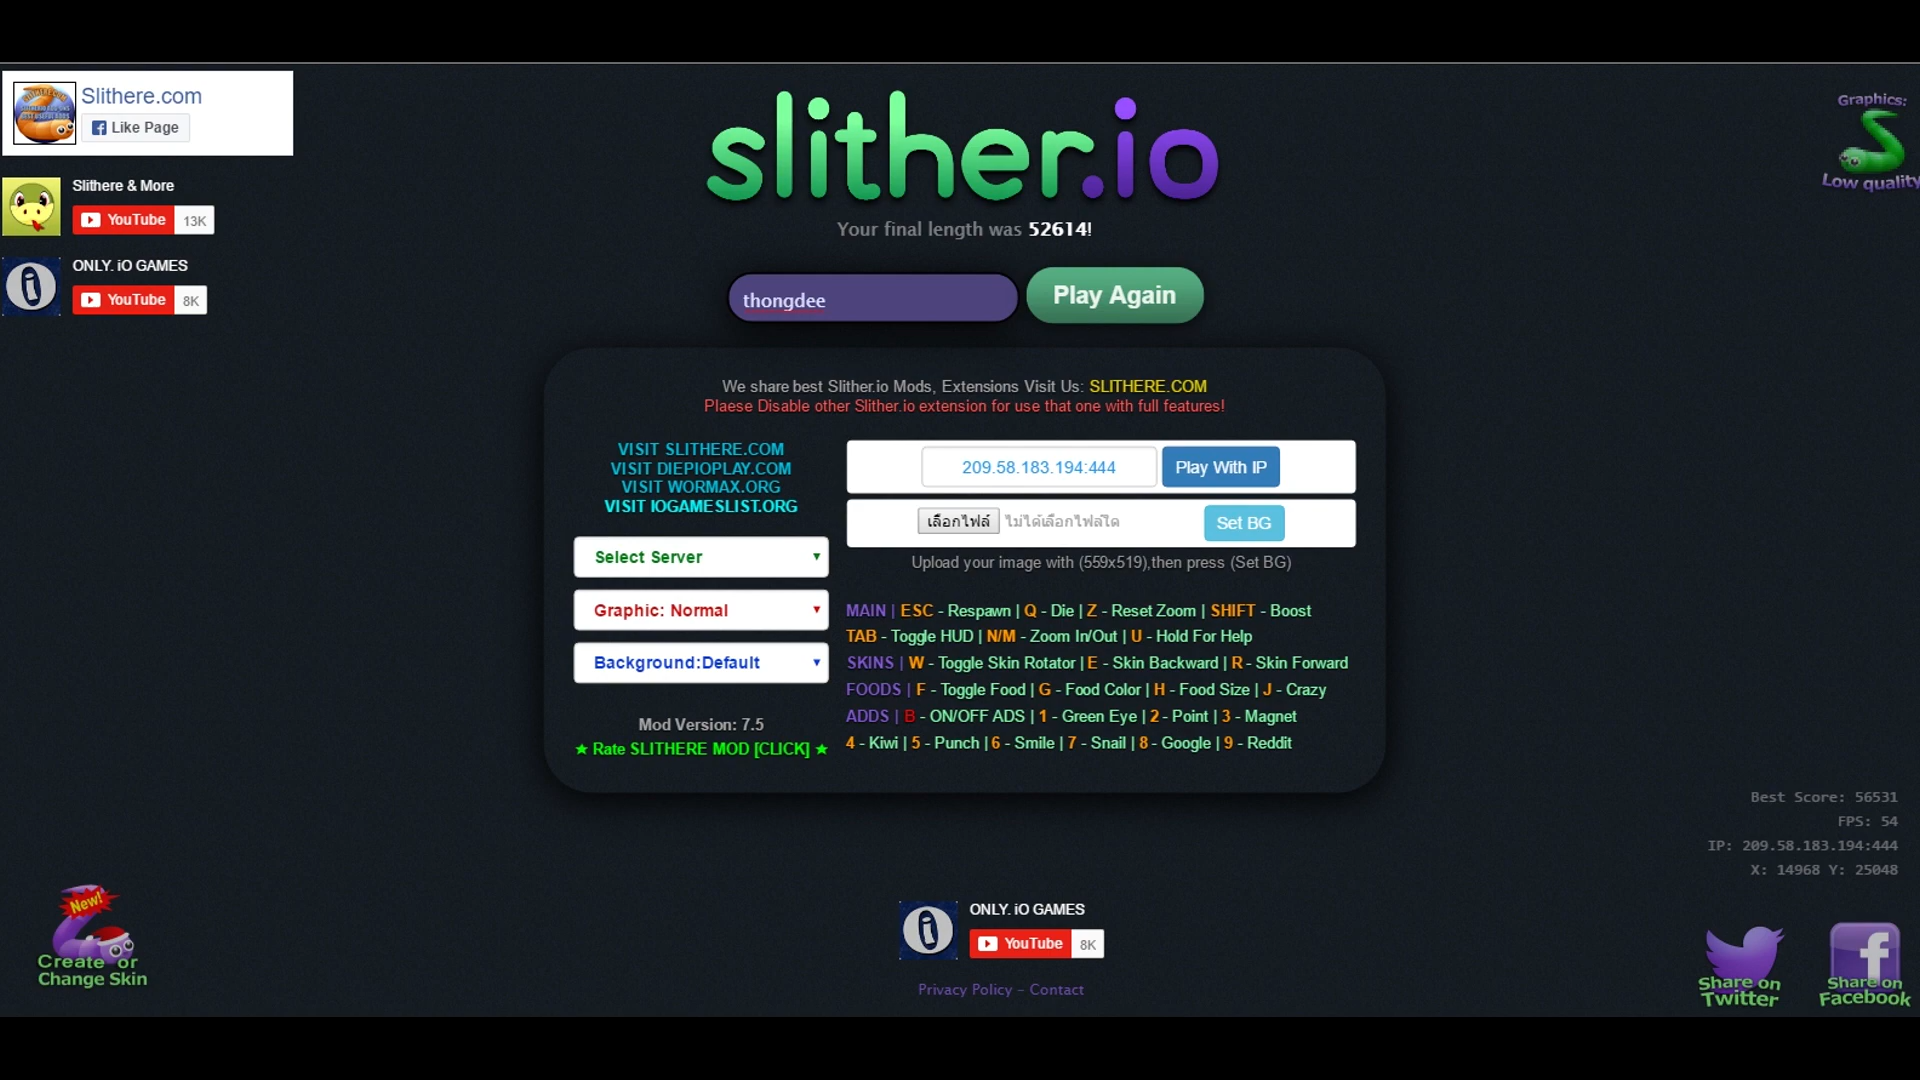 Slithere.com
Like Page
Slithere & More
YouTube 13K
ONLY. iO GAMES
YouTube 8K
slither.io
Your final length was 52614!
thongdee
Play Again
Graphics:
Low quality
We share best Slither.io Mods, Extensions Visit Us: SLITHERE.COM
Plaese Disable other Slither.io extension for use that one with full features!
VISIT SLITHERE.COM
VISIT DIEPIOPLAY.COM
VISIT WORMAX.ORG
VISIT IOGAMESLIST.ORG
Select Server
Graphic: Normal
Background:Default
Mod Version: 7.5
★ Rate SLITHERE MOD [CLICK] ★
209.58.183.194:444 Play With IP
เลือกไฟล์ ไม่ได้เลือกไฟล์ใด Set BG
Upload your image with (559x519),then press (Set BG)
MAIN | ESC - Respawn | Q - Die | Z - Reset Zoom | SHIFT - Boost
TAB - Toggle HUD | N/M - Zoom In/Out | U - Hold For Help
SKINS | W - Toggle Skin Rotator | E - Skin Backward | R - Skin Forward
FOODS | F - Toggle Food | G - Food Color | H - Food Size | J - Crazy
ADDS | B - ON/OFF ADS | 1 - Green Eye | 2 - Point | 3 - Magnet
4 - Kiwi | 5 - Punch | 6 - Smile | 7 - Snail | 8 - Google | 9 - Reddit
Best Score: 56531
FPS: 54
IP: 209.58.183.194:444
X: 14968 Y: 25048
New!
Create or
Change Skin
ONLY. iO GAMES
YouTube 8K
Privacy Policy - Contact
Share on
Twitter
Share on
Facebook